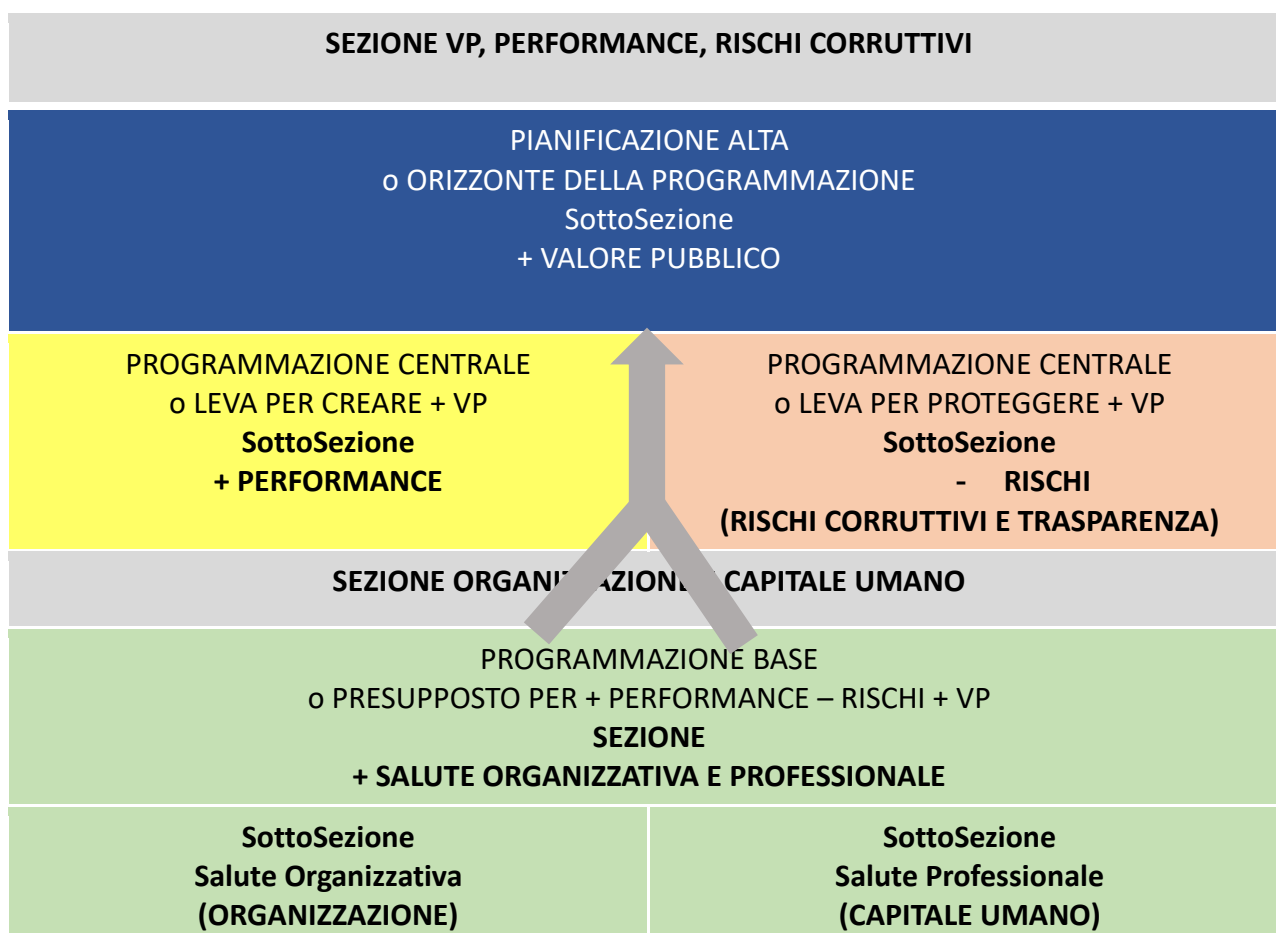 SEZIONE VP, PERFORMANCE, RISCHI CORRUTTIVI
PIANIFICAZIONE ALTA
o ORIZZONTE DELLA PROGRAMMAZIONE
SottoSezione
+ VALORE PUBBLICO
PROGRAMMAZIONE CENTRALE
o LEVA PER CREARE + VP
SottoSezione
+ PERFORMANCE
PROGRAMMAZIONE CENTRALE
o LEVA PER PROTEGGERE + VP
SottoSezione
- RISCHI
(RISCHI CORRUTTIVI E TRASPARENZA)
SEZIONE ORGANIZZAZIONE CAPITALE UMANO
PROGRAMMAZIONE BASE
o PRESUPPOSTO PER + PERFORMANCE – RISCHI + VP
SEZIONE
+ SALUTE ORGANIZZATIVA E PROFESSIONALE
SottoSezione
Salute Organizzativa
(ORGANIZZAZIONE)
SottoSezione
Salute Professionale
(CAPITALE UMANO)